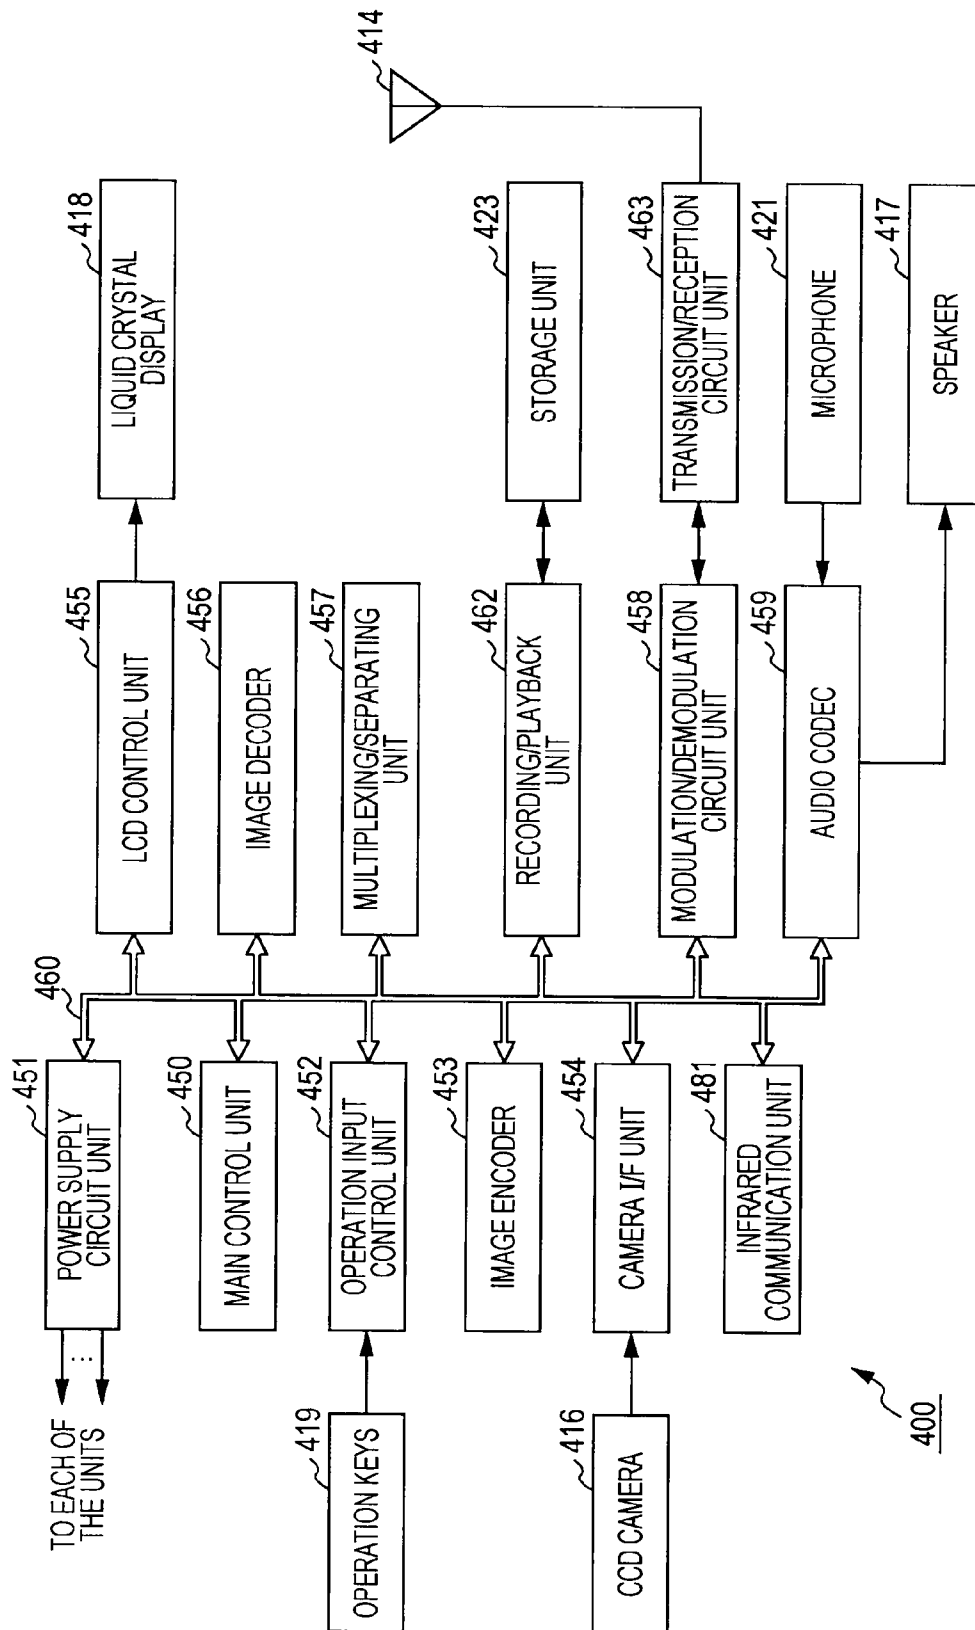 TO EACH OF
THE UNITS
451
POWER SUPPLY
CIRCUIT UNIT
460
455
LCD CONTROL UNIT
418
LIQUID CRYSTAL
DISPLAY
450
MAIN CONTROL UNIT
456
IMAGE DECODER
419
OPERATION KEYS
452
OPERATION INPUT
CONTROL UNIT
457
MULTIPLEXING/SEPARATING
UNIT
453
IMAGE ENCODER
462
RECORDING/PLAYBACK
UNIT
423
STORAGE UNIT
414
416
CCD CAMERA
454
CAMERA I/F UNIT
458
MODULATION/DEMODULATION
CIRCUIT UNIT
463
TRANSMISSION/RECEPTION
CIRCUIT UNIT
481
INFRARED
COMMUNICATION UNIT
459
AUDIO CODEC
421
MICROPHONE
417
SPEAKER
400